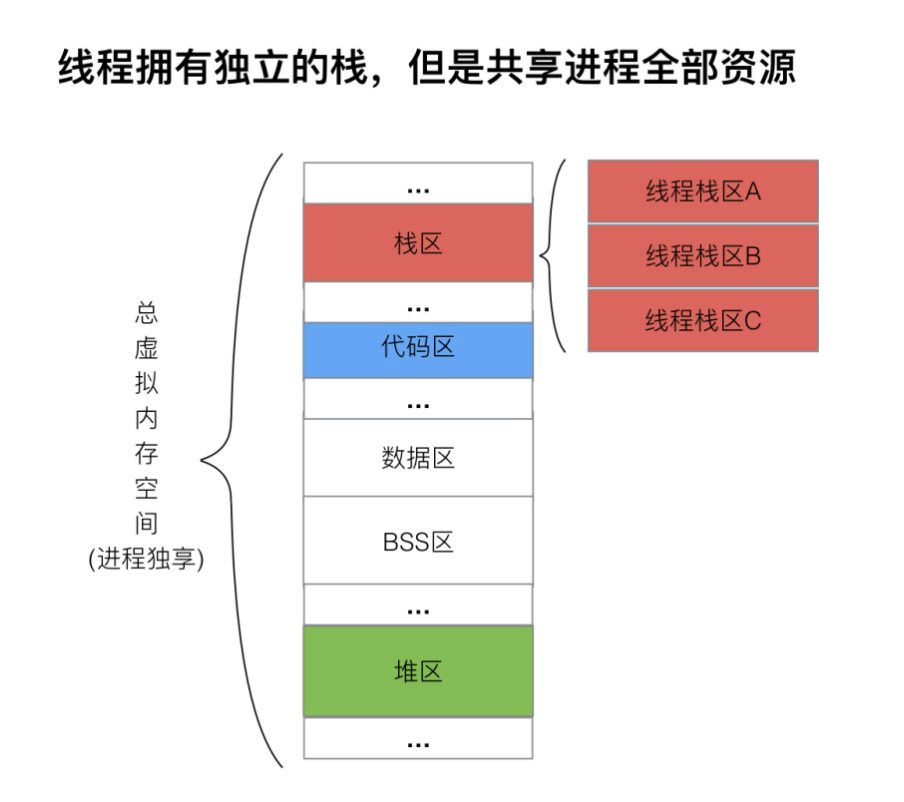 线程拥有独立的栈，但是共享进程全部资源
...
栈区
...
代码区
...
数据区
BSS区
...
堆区
...
总
虚
拟
内
存
空
间
(进程独享)
线程栈区A
线程栈区B
线程栈区C